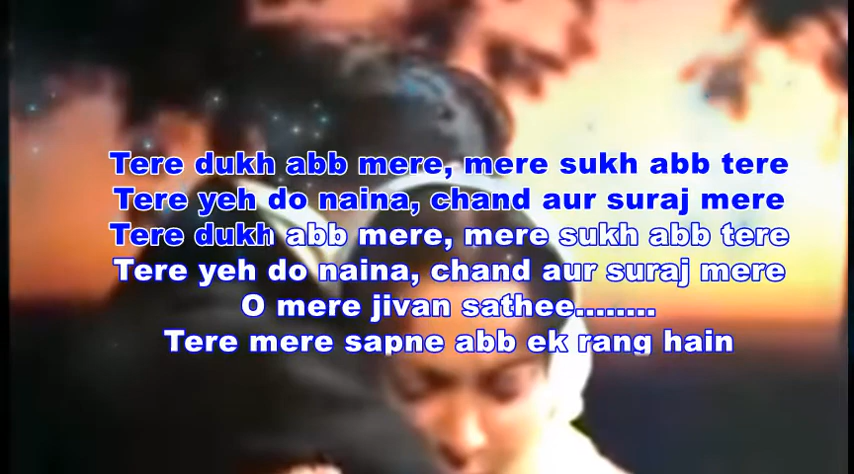 Tere dukh abb mere, mere sukh abb tere
Tere yeh do naina, chand aur suraj mere
Tere dukh abb mere, mere sukh abb tere
Tere yeh do naina, chand aur suraj mere
O mere jivan sathee........
Tere mere sapne abb ek rang hain